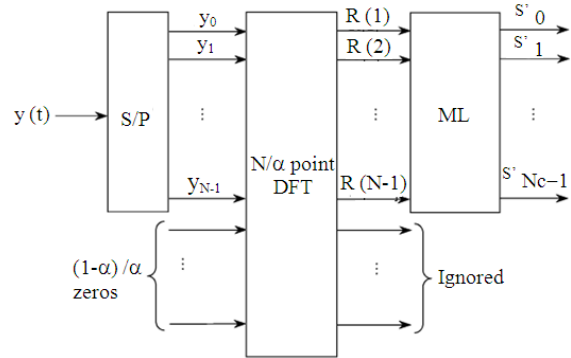 y (t)
S/P
y0
y1
⋮
yN-1
(1-α) /α
zeros
⋮
N/α point
DFT
R (1)
R (2)
⋮
R (N-1)
⋮
Ignored
ML
S' 0
S' 1
⋮
S' Nc−1